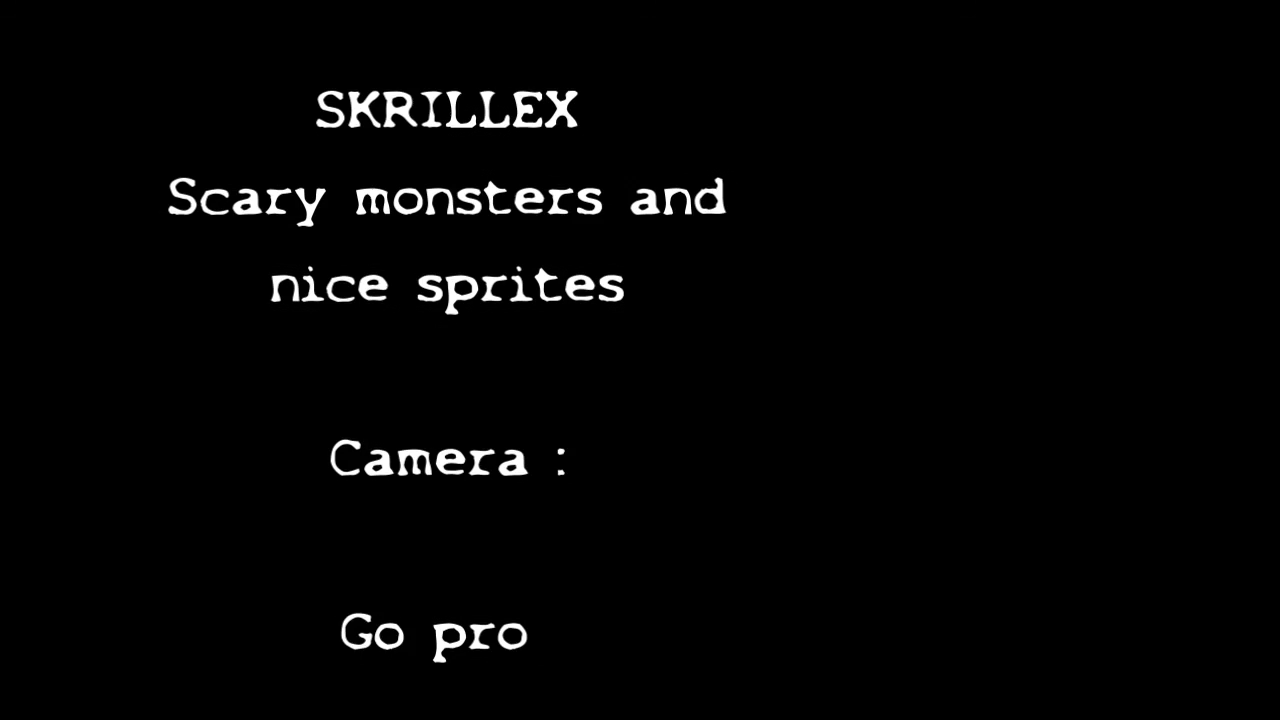 SKRILLEX
Scary monsters and
nice sprites
Camera :
Go pro